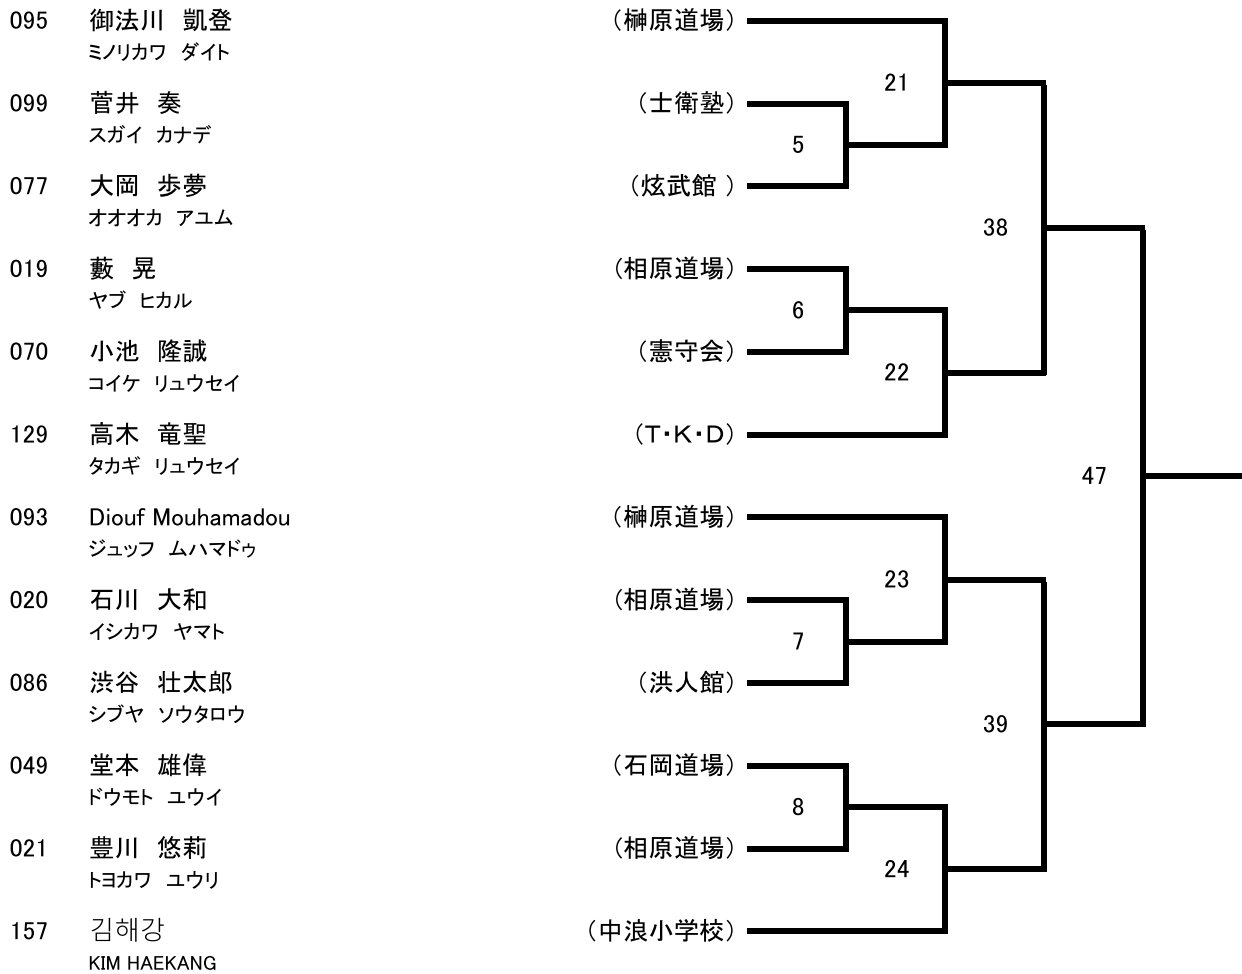 095 御法川 凱登 (榊原道場)
ミノリカワ ダイト
21
099 菅井 奏 (士衛塾)
スガイ カナデ
5
077 大岡 歩夢 (炫武館 )
オオオカ アユム
38
019 藪 晃 (相原道場)
ヤブ ヒカル
6
070 小池 隆誠 (憲守会)
コイケ リュウセイ
22
129 高木 竜聖 (T・K・D)
タカギ リュウセイ
47
093 Diouf Mouhamadou (榊原道場)
ジュッフ ムハマドゥ
23
020 石川 大和 (相原道場)
イシカワ ヤマト
7
086 渋谷 壮太郎 (洪人館)
シブヤ ソウタロウ
39
049 堂本 雄偉 (石岡道場)
ドウモト ユウイ
8
021 豊川 悠莉 (相原道場)
トヨカワ ユウリ
24
157 김해강 (中浪小学校)
KIM HAEKANG